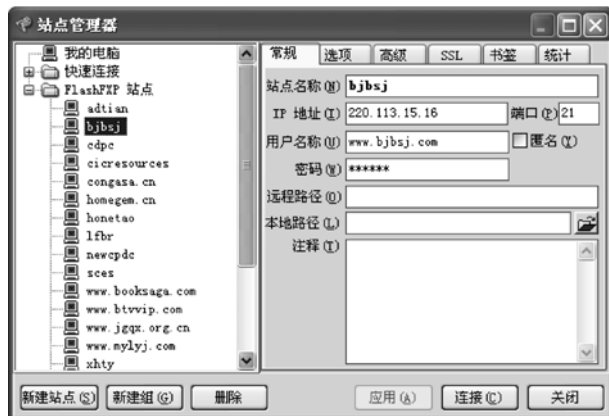 站点管理器
我的电脑
快速连接
FlashFXP 站点
adtian
bjbsj
cdpc
cicresources
congasa.cn
homegem.cn
honetao
lfbr
newcpdc
sces
www.booksaga.com
www.btvvip.com
www.jgqx.org.cn
www.mylyj.com
xhty
常规 选项 高级 SSL 书签 统计
站点名称(N) bjbsj
IP 地址(I) 220.113.15.16 端口(P) 21
用户名称(U) www.bjbsj.com 匿名(Y)
密码(W) ******
远程路径(O)
本地路径(L)
注释(T)
新建站点(S) 新建组(G) 删除 应用(A) 连接(C) 关闭